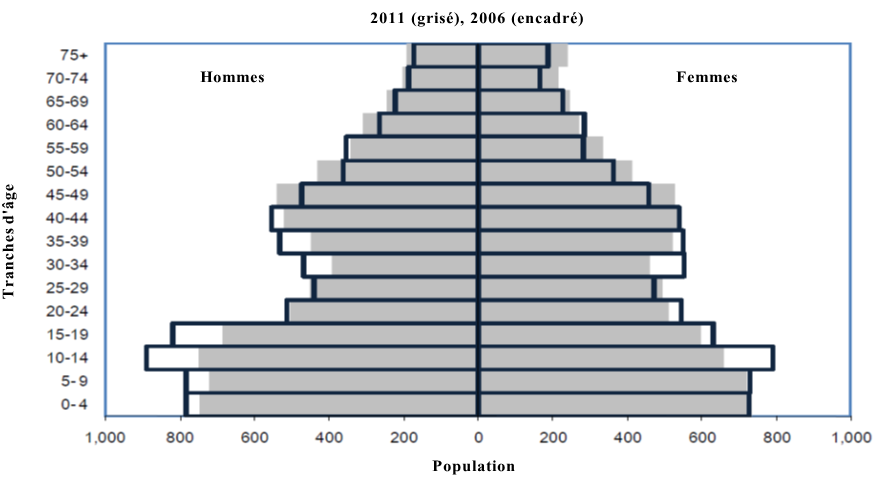 2011 (grisé), 2006 (encadré)
Hommes
Femmes
Tranches d'âge
75+
70-74
65-69
60-64
55-59
50-54
45-49
40-44
35-39
30-34
25-29
20-24
15-19
10-14
5- 9
0- 4
1,000 800 600 400 200 0 200 400 600 800 1,000
Population